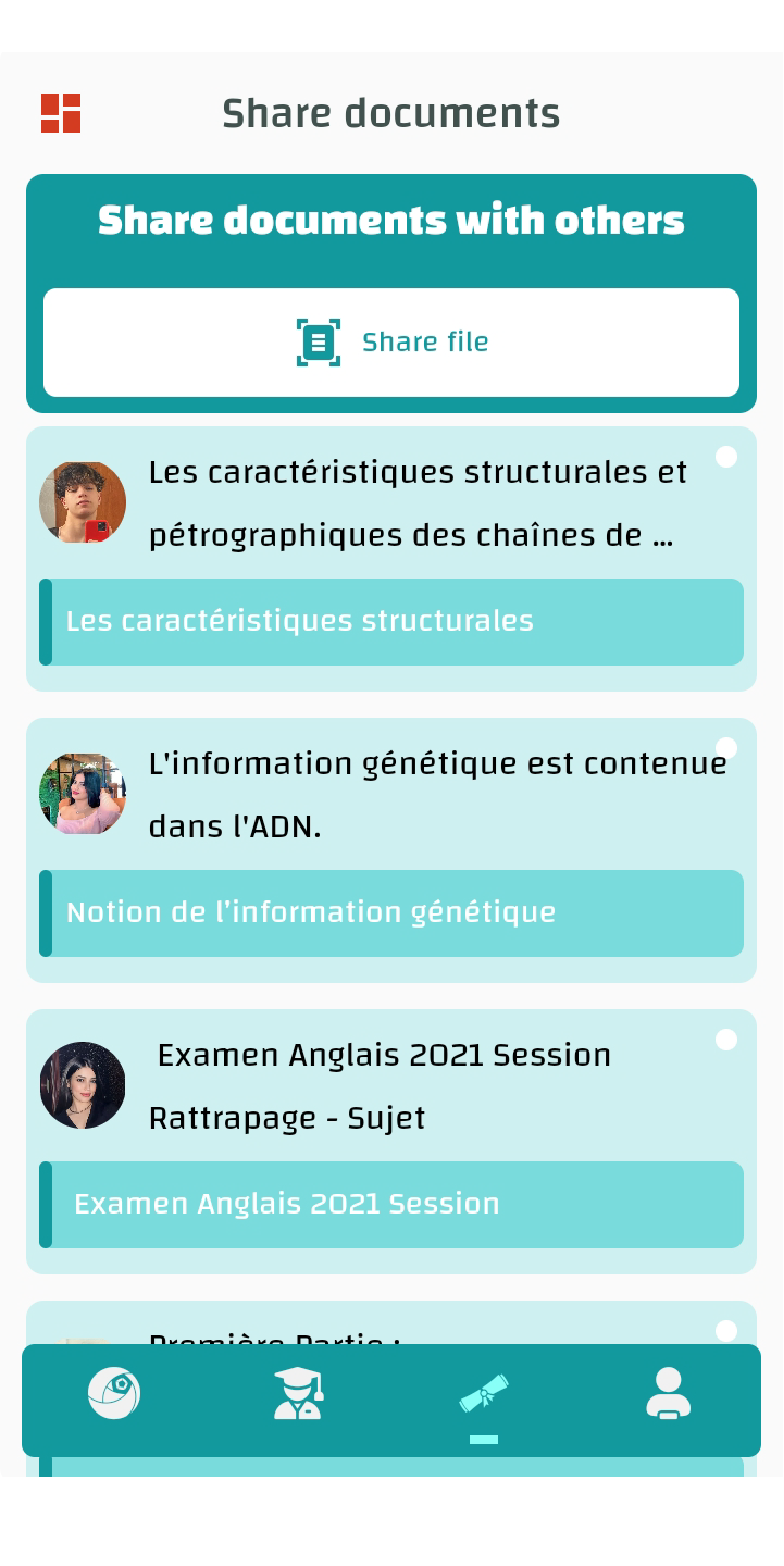 Share documents
Share documents with others
Share file
Les caractéristiques structurales et
pétrographiques des chaînes de ...
Les caractéristiques structurales
L'information génétique est contenue
dans l'ADN.
Notion de l'information génétique
Examen Anglais 2021 Session
Rattrapage - Sujet
Examen Anglais 2021 Session
Première Partie :